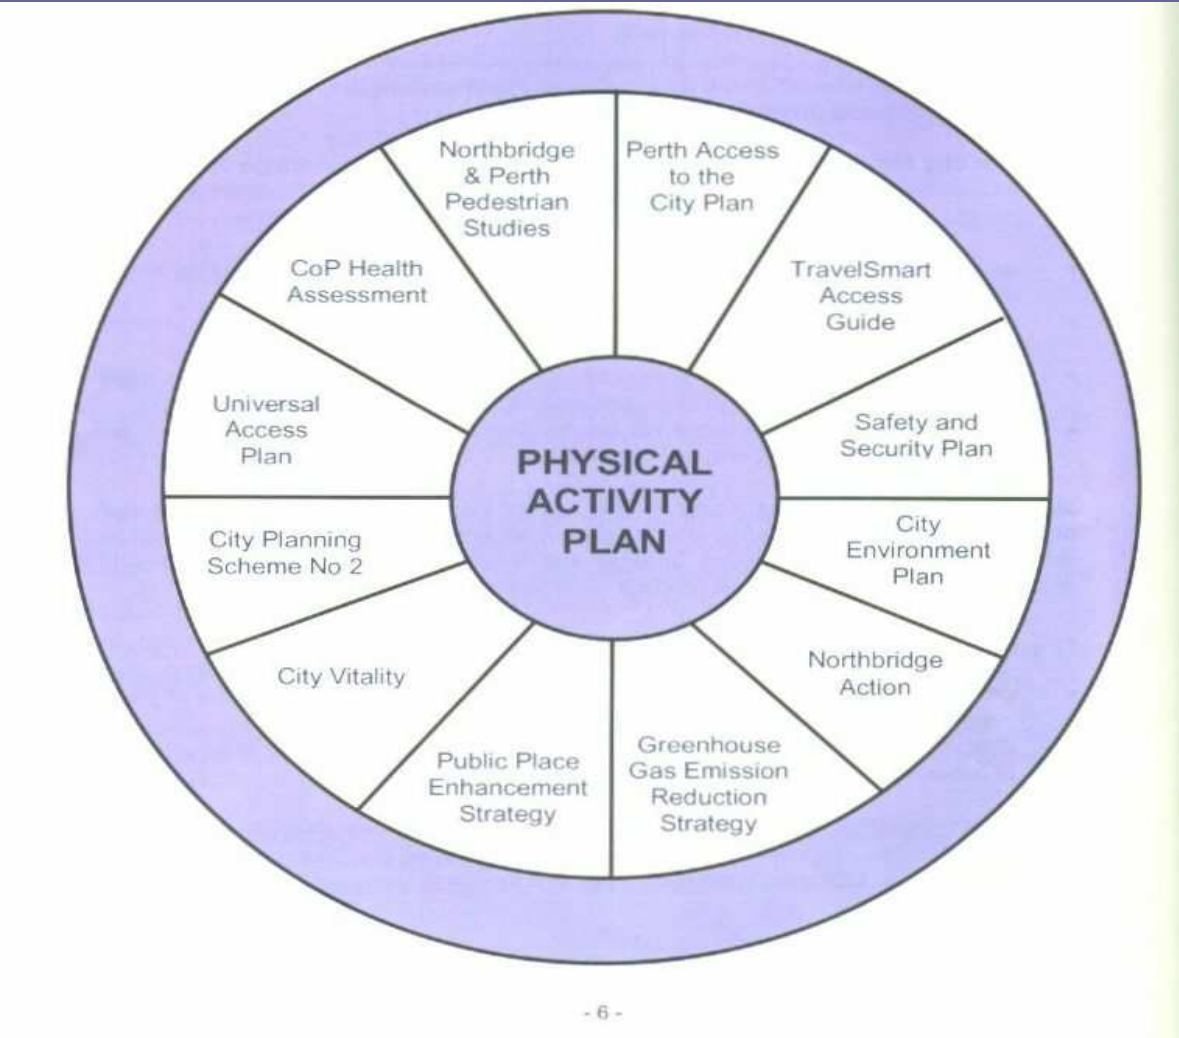 Northbridge
& Perth
Pedestrian
Studies
Perth Access
to the
City Plan
TravelSmart
Access
Guide
Safety and
Security Plan
City
Environment
Plan
Northbridge
Action
Greenhouse
Gas Emission
Reduction
Strategy
Public Place
Enhancement
Strategy
City Vitality
City Planning
Scheme No 2
Universal
Access
Plan
CoP Health
Assessment
PHYSICAL
ACTIVITY
PLAN
- 6 -